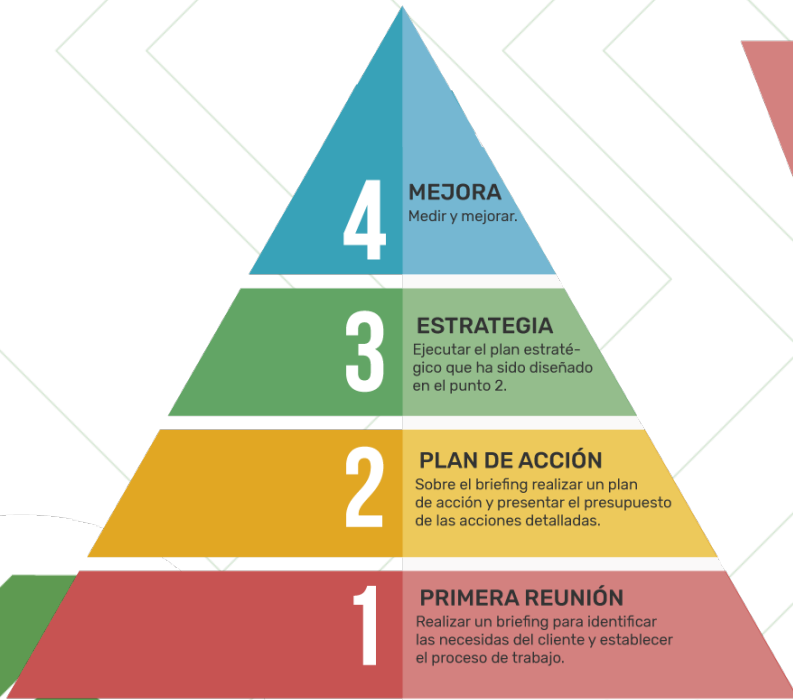 4
MEJORA
Medir y mejorar.
3
ESTRATEGIA
Ejecutar el plan estraté-
gico que ha sido diseñado
en el punto 2.
2
PLAN DE ACCIÓN
Sobre el briefing realizar un plan
de acción y presentar el presupuesto
de las acciones detalladas.
1
PRIMERA REUNIÓN
Realizar un briefing para identificar
las necesidas del cliente y establecer
el proceso de trabajo.